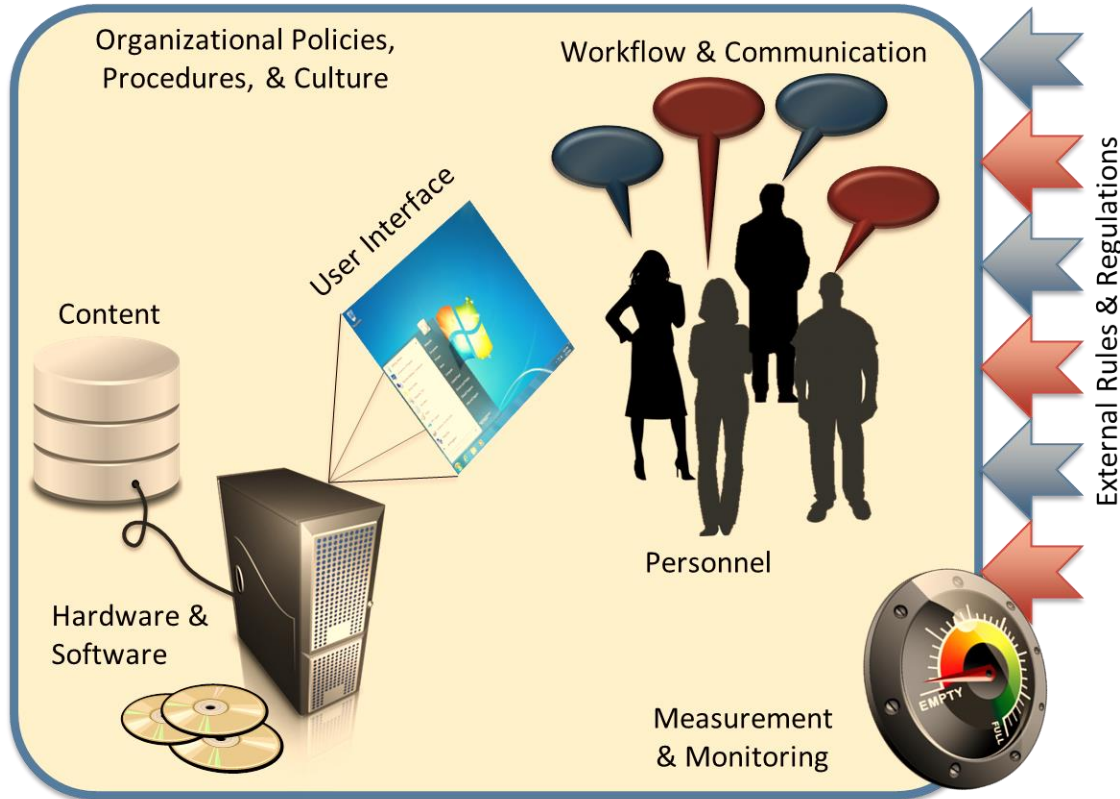 Organizational Policies,
Procedures, & Culture
Workflow & Communication
User Interface
Content
Hardware &
Software
Personnel
Measurement
& Monitoring
EMPTY
FULL
External Rules & Regulations